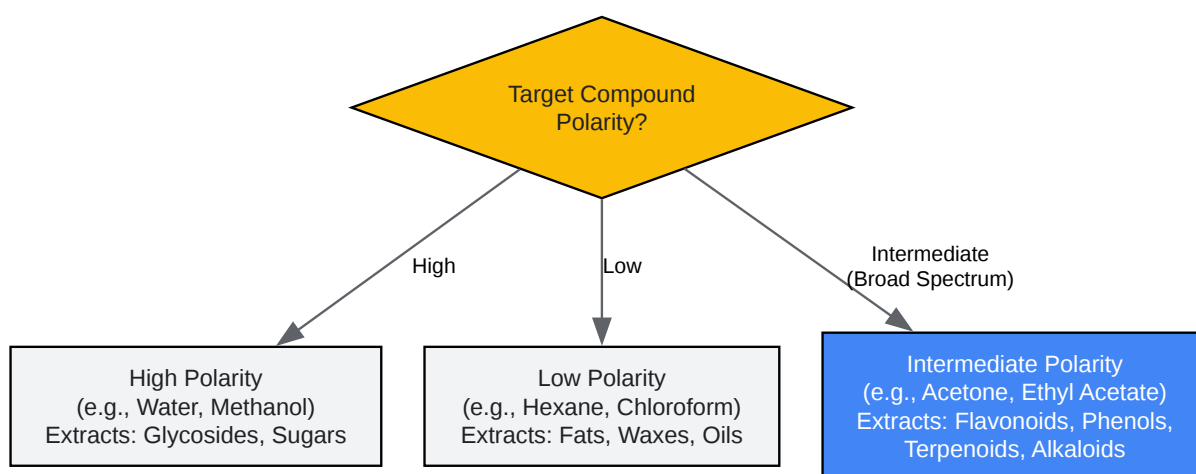 Target Compound
Polarity?
High
Low
Intermediate
(Broad Spectrum)
High Polarity
(e.g., Water, Methanol)
Extracts: Glycosides, Sugars
Low Polarity
(e.g., Hexane, Chloroform)
Extracts: Fats, Waxes, Oils
Intermediate Polarity
(e.g., Acetone, Ethyl Acetate)
Extracts: Flavonoids, Phenols,
Terpenoids, Alkaloids